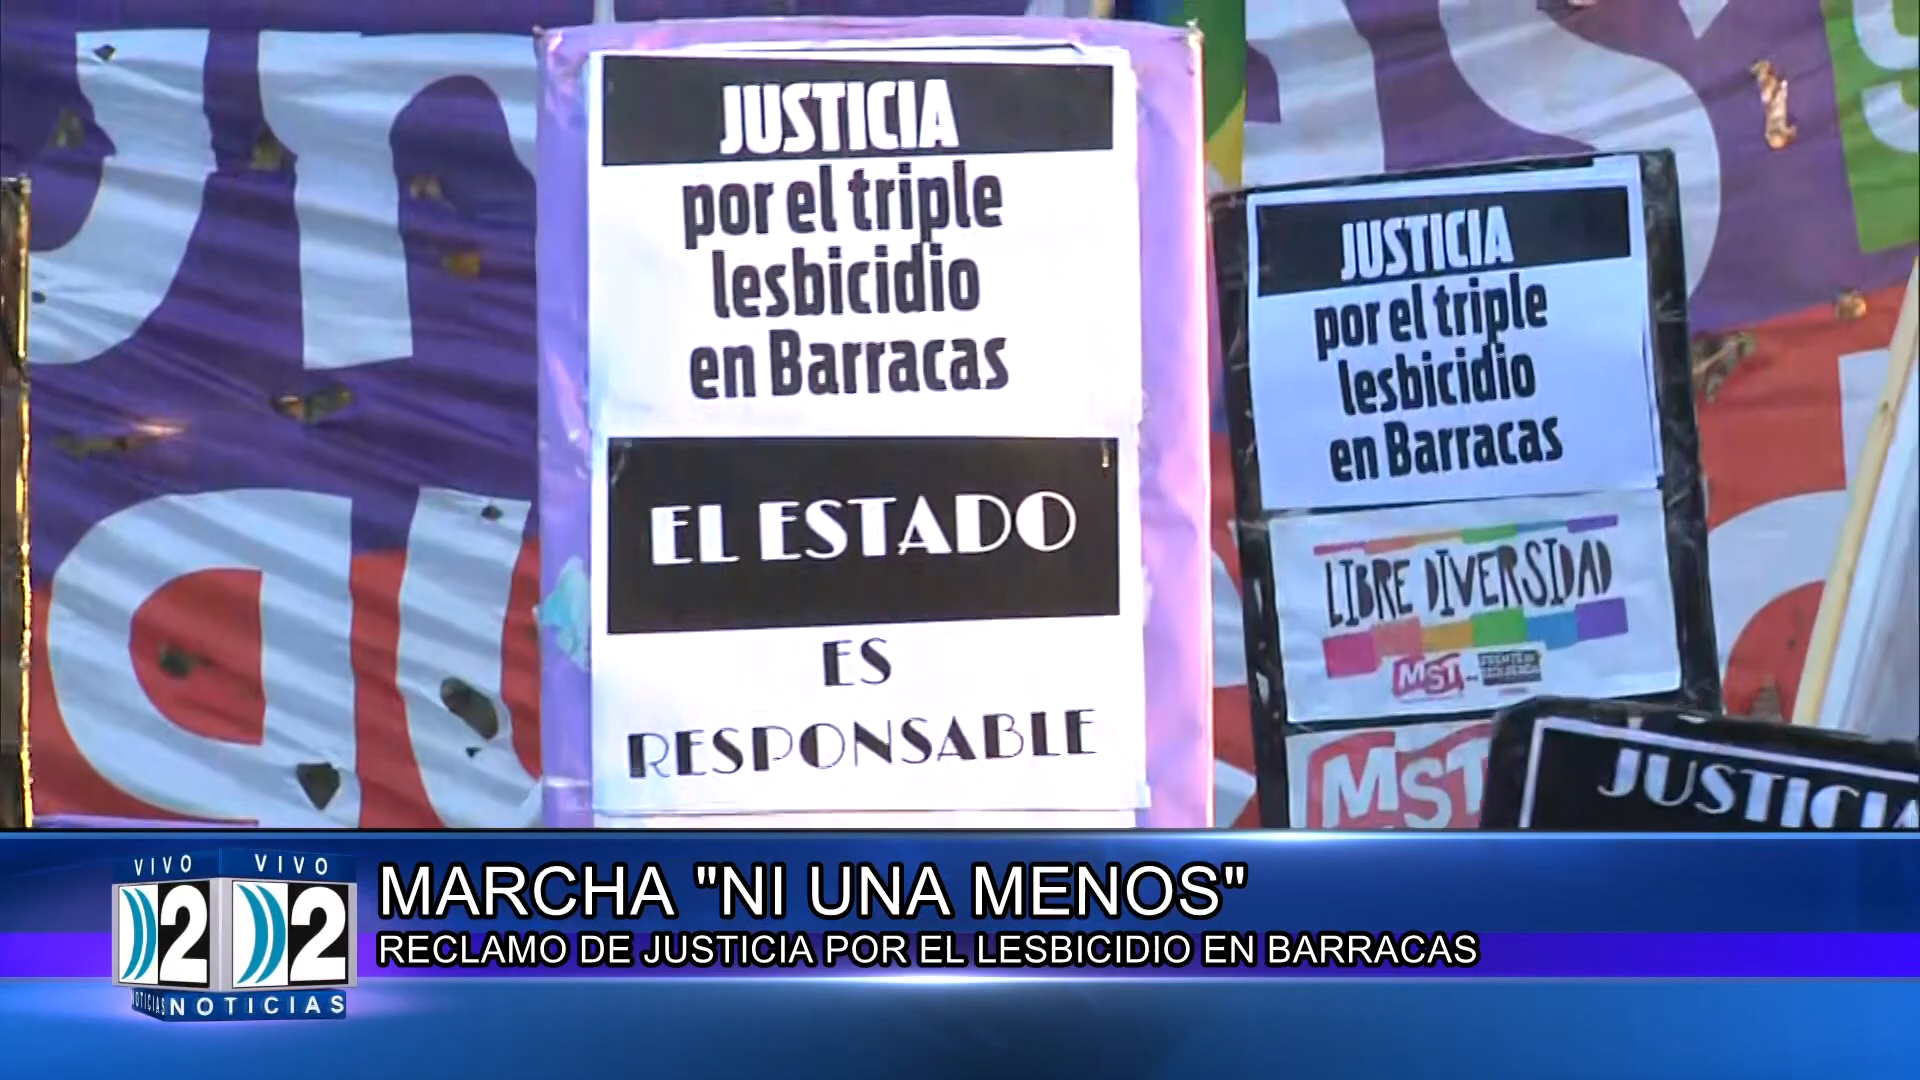 JUSTICIA
por el triple
lesbicidio
en Barracas
EL ESTADO
ES
RESPONSABLE
JUSTICIA
por el triple
lesbicidio
en Barracas
LIBRE DIVERSIDAD
MST
MST
JUSTICIA
VIVO VIVO
2 2
NOTICIAS NOTICIAS
MARCHA "NI UNA MENOS"
RECLAMO DE JUSTICIA POR EL LESBICIDIO EN BARRACAS